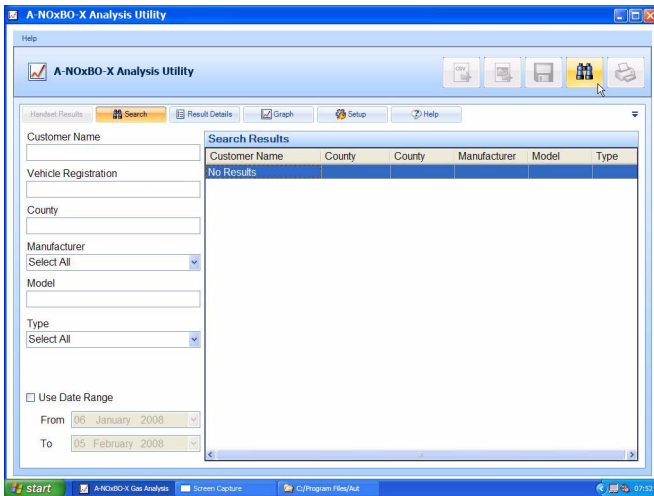 A-NOxBO-X Analysis Utility
Help
A-NOxBO-X Analysis Utility
CSV
Handset Results Search Result Details Graph Setup Help
Customer Name
Vehicle Registration
County
Manufacturer
Select All
Model
Type
Select All
Use Date Range
From 06 January 2008
To 05 February 2008
Search Results
Customer Name County County Manufacturer Model Type
No Results
start A-NOxBO-X Gas Analysis Screen Capture C:/Program Files/Aut 07:52